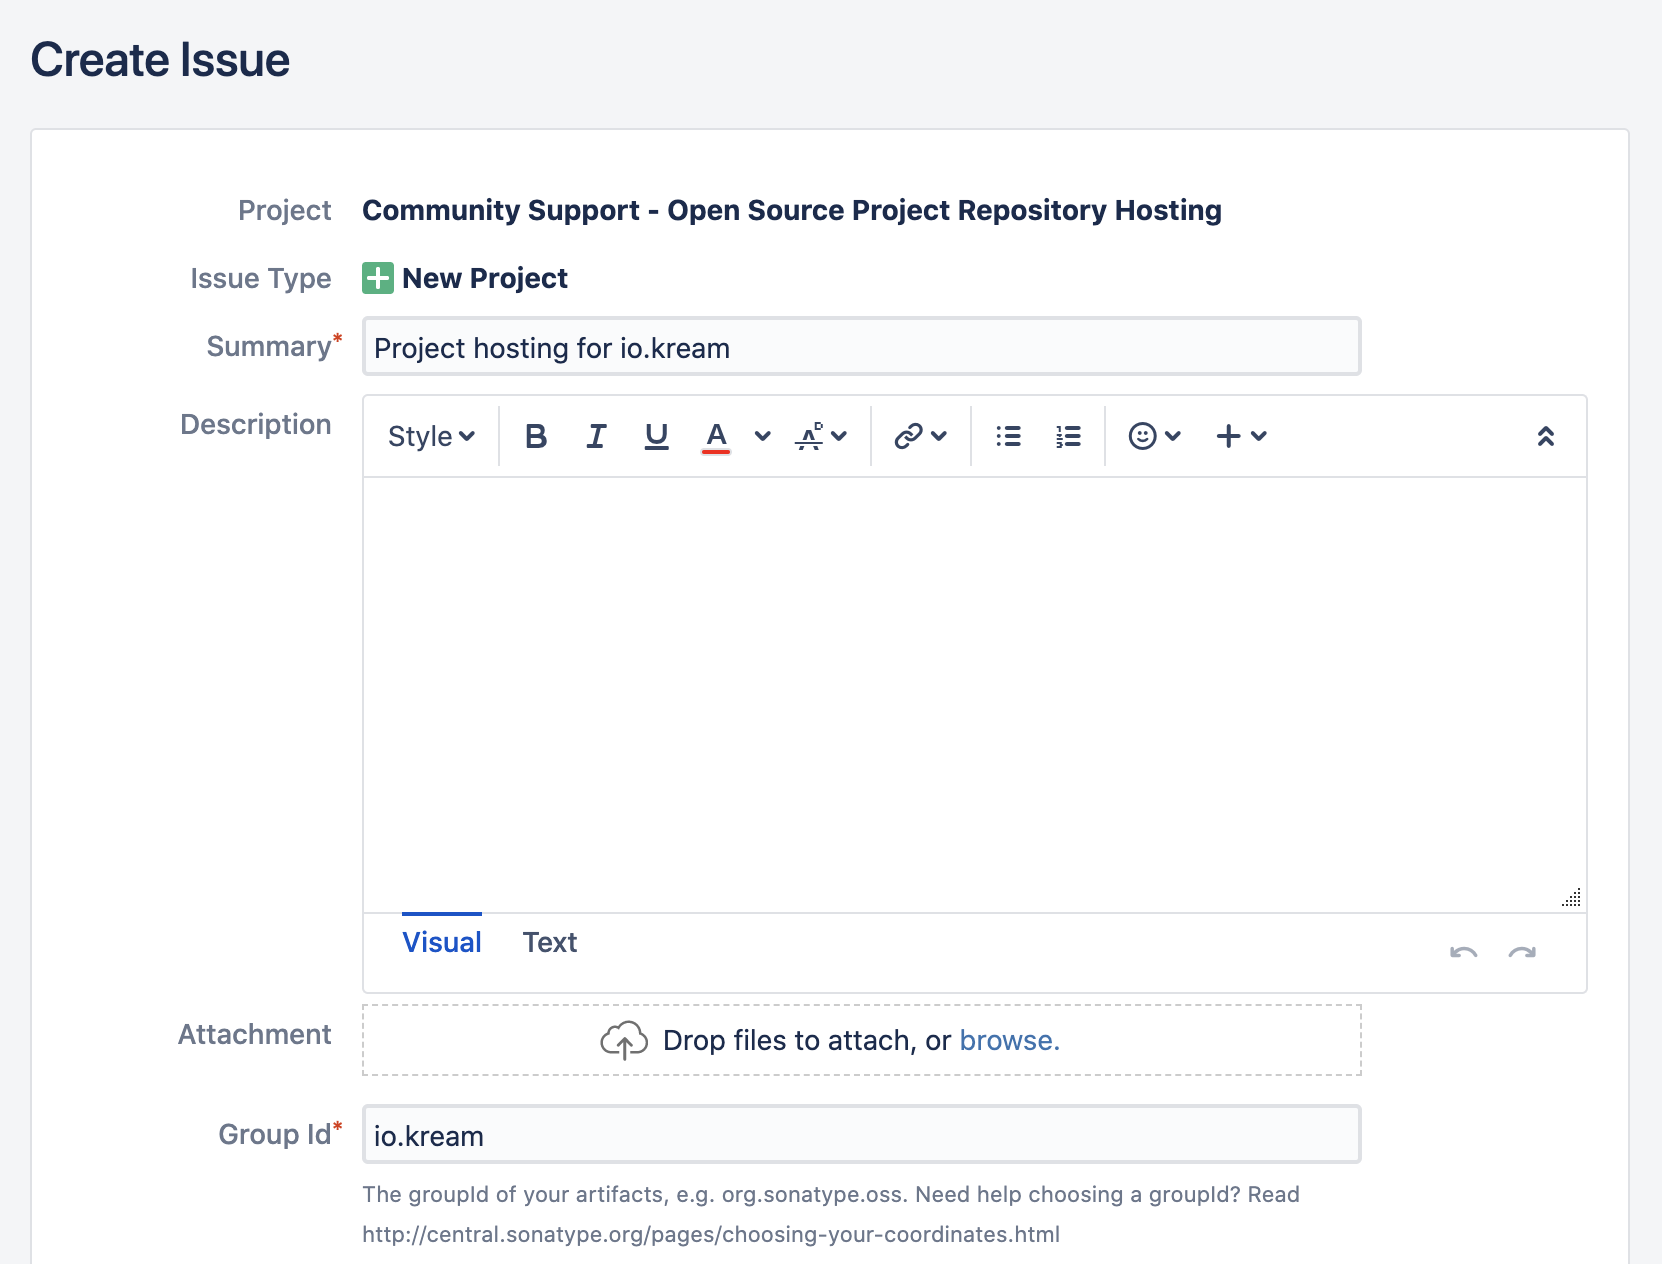 Create Issue
Project Community Support - Open Source Project Repository Hosting
Issue Type New Project
Summary* Project hosting for io.kream
Description Style B I U A
Visual Text
Attachment Drop files to attach, or browse.
Group Id* io.kream
The groupId of your artifacts, e.g. org.sonatype.oss. Need help choosing a groupId? Read
http://central.sonatype.org/pages/choosing-your-coordinates.html